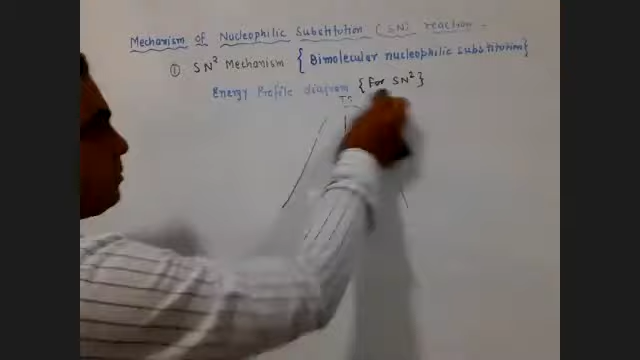 Mechanism of Nucleophilic Substitution (SN) reaction -
① SN² Mechanism { Bimolecular nucleophilic substitution}
Energy Profile diagram {for SN²}
TS